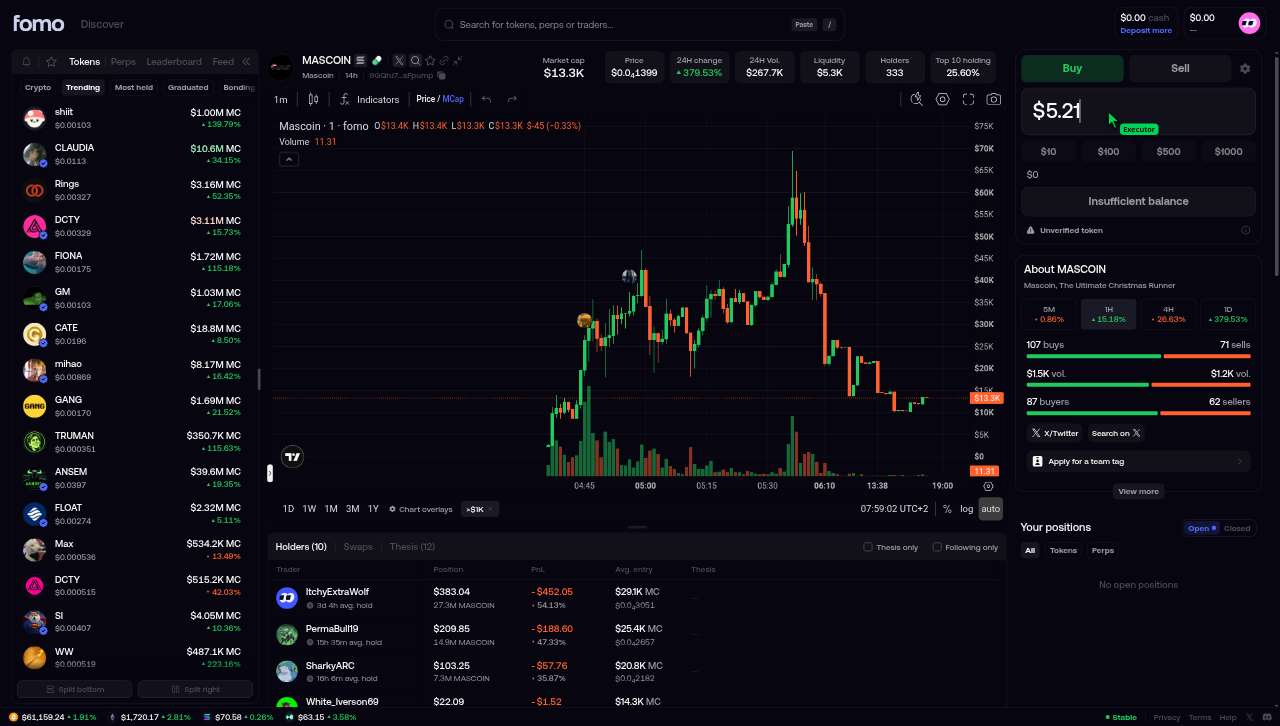 fomo Discover
Search for tokens, perps or traders... Paste /
$0.00 cash
Deposit more
$0.00
—
Tokens Perps Leaderboard Feed
Crypto Trending Most held Graduated Bonding
shiit $1.00M MC
$0.00103 139.79%
CLAUDIA $10.6M MC
$0.0113 34.15%
Rings $3.16M MC
$0.00327 52.35%
DCTY $3.11M MC
$0.00329 15.73%
FIONA $1.72M MC
$0.00175 115.18%
GM $1.03M MC
$0.00103 17.06%
CATE $18.8M MC
$0.0196 8.50%
mihao $8.17M MC
$0.00869 16.42%
GANG $1.69M MC
$0.00170 21.52%
TRUMAN $350.7K MC
$0.000351 115.63%
ANSEM $39.6M MC
$0.0397 19.35%
FLOAT $2.32M MC
$0.00274 5.11%
Max $534.2K MC
$0.000536 13.49%
DCTY $515.2K MC
$0.000515 42.03%
SI $4.05M MC
$0.00407 10.36%
WW $487.1K MC
$0.000519 223.16%
Split bottom Split right
MASCOIN
Mascoin 14h
Market cap
$13.3K
Price
$0.0₄1399
24H change
379.53%
24H Vol.
$267.7K
Liquidity
$5.3K
Holders
333
Top 10 holding
25.60%
1m Indicators Price / MCap
Mascoin · 1 · fomo O$13.4K H$13.4K L$13.3K C$13.3K $-45 (-0.33%)
Volume 11.31
$75K
$70K
$65K
$60K
$55K
$50K
$45K
$40K
$35K
$30K
$25K
$20K
$15K
$13.3K
$10K
$5K
$0
11.31
04:45 05:00 05:15 05:30 06:10 13:38 19:00
1D 1W 1M 3M 1Y Chart overlays >$1K 07:59:02 UTC+2 % log auto
Holders (10) Swaps Thesis (12) Thesis only Following only
Trader Position PnL Avg. entry Thesis
ItchyExtraWolf $383.04 -$452.05 $29.1K MC
3d 4h avg. hold 27.3M MASCOIN 54.13% $0.0₄3051
PermaBull19 $209.85 -$188.60 $25.4K MC
15h 35m avg. hold 14.9M MASCOIN 47.33% $0.0₄2657
SharkyARC $103.25 -$57.76 $20.8K MC
16h 6m avg. hold 7.3M MASCOIN 35.87% $0.0₄2182
White_Iverson69 $22.09 -$1.52 $14.3K MC
Buy Sell
$5.21
Executor
$10 $100 $500 $1000
$0
Insufficient balance
Unverified token
About MASCOIN
Mascoin, The Ultimate Christmas Runner
5M 1H 4H 1D
0.86% 15.18% 26.63% 379.53%
107 buys 71 sells
$1.5K vol. $1.2K vol.
87 buyers 62 sellers
X/Twitter Search on X
Apply for a team tag
View more
Your positions Open Closed
All Tokens Perps
No open positions
$61,159.24 1.91% $1,720.17 2.81% $70.58 0.26% $63.15 3.58%
Stable Privacy Terms Help